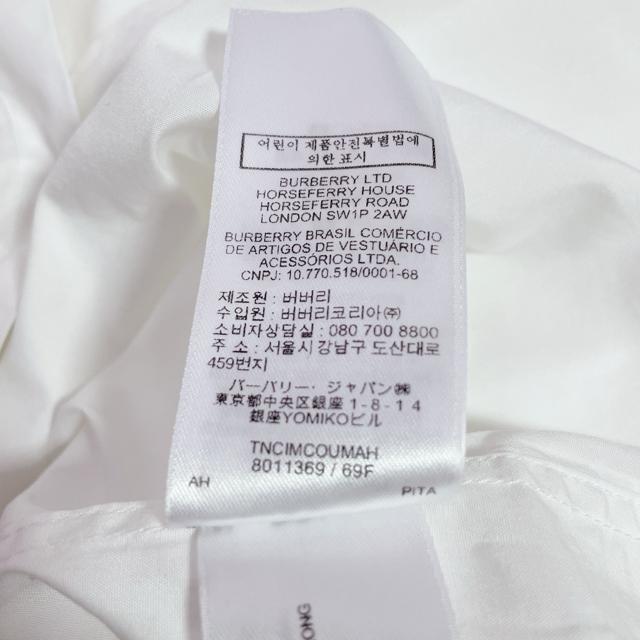 어린이 제품안전특별법에
의한 표시
BURBERRY LTD
HORSEFERRY HOUSE
HORSEFERRY ROAD
LONDON SW1P 2AW
BURBERRY BRASIL COMÉRCIO
DE ARTIGOS DE VESTUÁRIO E
ACESSÓRIOS LTDA.
CNPJ: 10.770.518/0001-68
제조원 : 버버리
수입원 : 버버리코리아㈜
소비자상담실 : 080 700 8800
주 소 : 서울시강남구 도산대로
459번지
バーバリー・ジャパン㈱
東京都中央区銀座 1-8-14
銀座YOMIKOビル
TNCIMCOUMAH
8011369 / 69F
AH
PITA